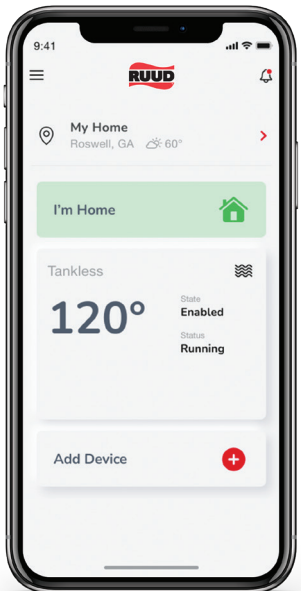 9:41
RUUD
My Home
Roswell, GA 60°
I'm Home
Tankless
120°
State
Enabled
Status
Running
Add Device